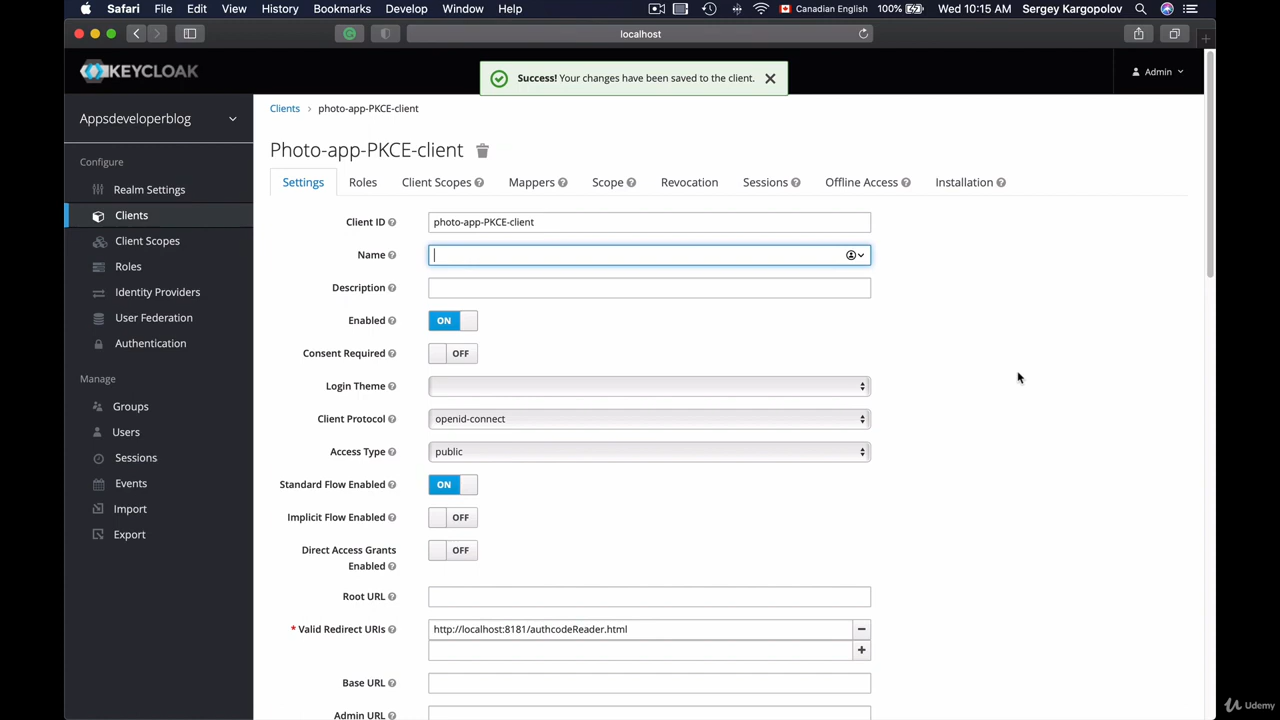 Safari File Edit View History Bookmarks Develop Window Help Canadian English 100% Wed 10:15 AM Sergey Kargopolov
localhost
KEYCLOAK
Success! Your changes have been saved to the client.
Admin
Appsdeveloperblog
Configure
Realm Settings
Clients
Client Scopes
Roles
Identity Providers
User Federation
Authentication
Manage
Groups
Users
Sessions
Events
Import
Export
Clients > photo-app-PKCE-client
Photo-app-PKCE-client
Settings Roles Client Scopes Mappers Scope Revocation Sessions Offline Access Installation
Client ID photo-app-PKCE-client
Name
Description
Enabled ON
Consent Required OFF
Login Theme
Client Protocol openid-connect
Access Type public
Standard Flow Enabled ON
Implicit Flow Enabled OFF
Direct Access Grants OFF
Enabled
Root URL
* Valid Redirect URIs http://localhost:8181/authcodeReader.html
Base URL
Admin URL
Udemy